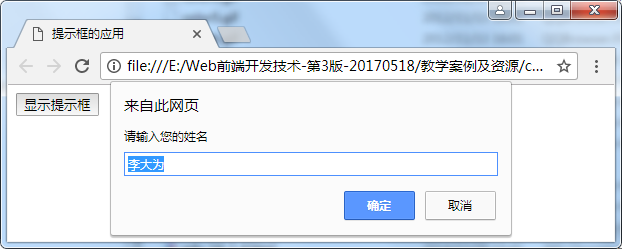 提示框的应用
file:///E:/Web前端开发技术-第3版-20170518/教学案例及资源/c...
显示提示框
来自此网页
请输入您的姓名
李大为
确定
取消